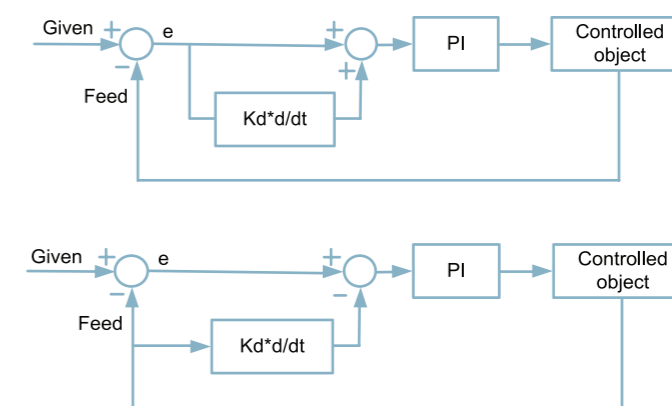 Given + e + PI Controlled
object
−
+
Feed
Kd*d/dt
Given + e + PI Controlled
object
− −
Feed
Kd*d/dt